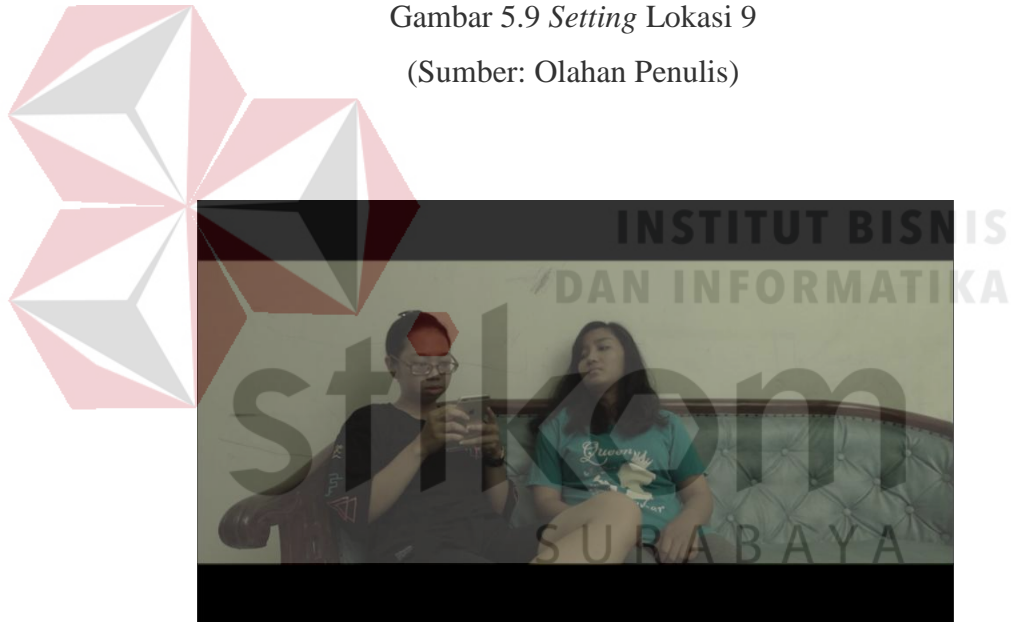 Gambar 5.9 Setting Lokasi 9
(Sumber: Olahan Penulis)
INSTITUT BISNIS
DAN INFORMATIKA
stikom
SURABAYA
Queen